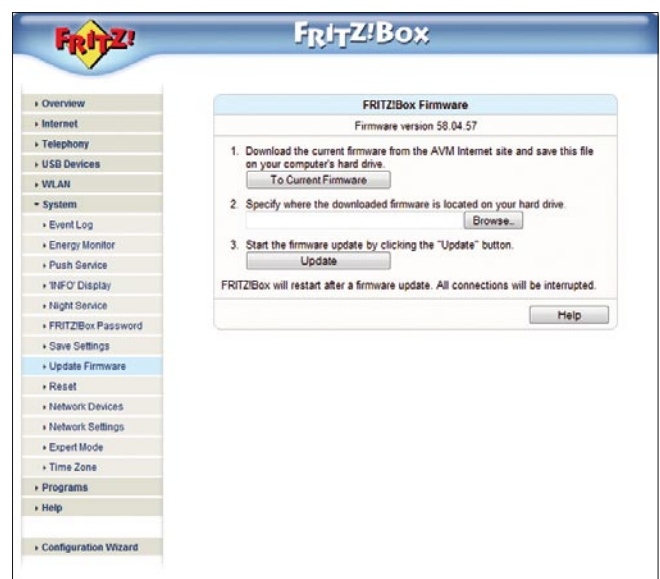 FRITZ!
FRITZ!BOX
Overview
Internet
Telephony
USB Devices
WLAN
System
Event Log
Energy Monitor
Push Service
'INFO' Display
Night Service
FRITZ!Box Password
Save Settings
Update Firmware
Reset
Network Devices
Network Settings
Expert Mode
Time Zone
Programs
Help
Configuration Wizard
FRITZ!Box Firmware
Firmware version 58.04.57
1. Download the current firmware from the AVM Internet site and save this file
on your computer's hard drive.
To Current Firmware
2. Specify where the downloaded firmware is located on your hard drive.
Browse...
3. Start the firmware update by clicking the "Update" button.
Update
FRITZ!Box will restart after a firmware update. All connections will be interrupted.
Help